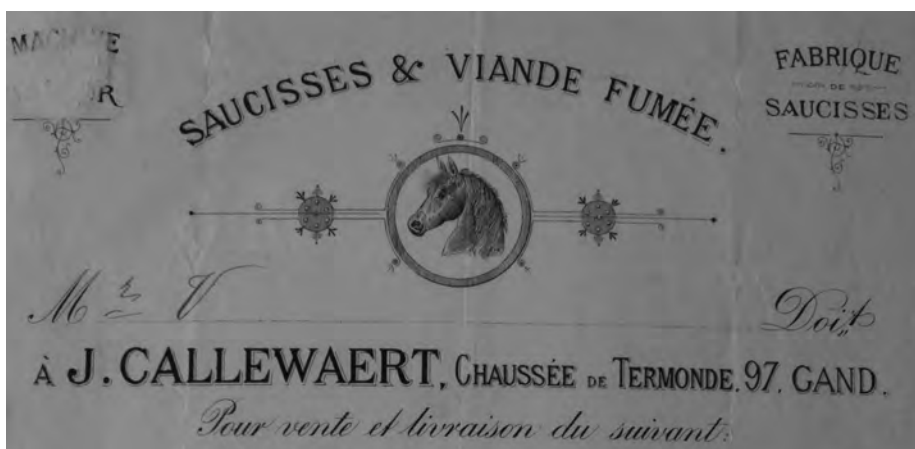 SAUCISSES & VIANDE FUMÉE.
FABRIQUE
DE
SAUCISSES
Doit
À J. CALLEWAERT, CHAUSSÉE DE TERMONDE, 97, GAND.
Pour vente et livraison du suivant: